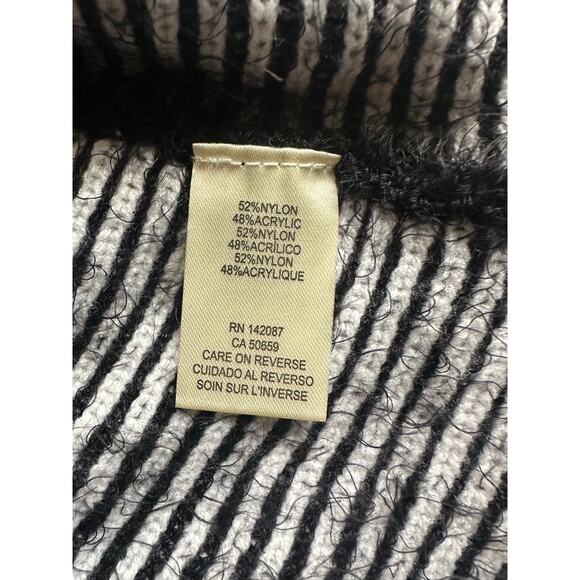 52%NYLON
48%ACRYLIC
52%NYLON
48%ACRÍLICO
52%NYLON
48%ACRYLIQUE
RN 142087
CA 50659
CARE ON REVERSE
CUIDADO AL REVERSO
SOIN SUR L'INVERSE